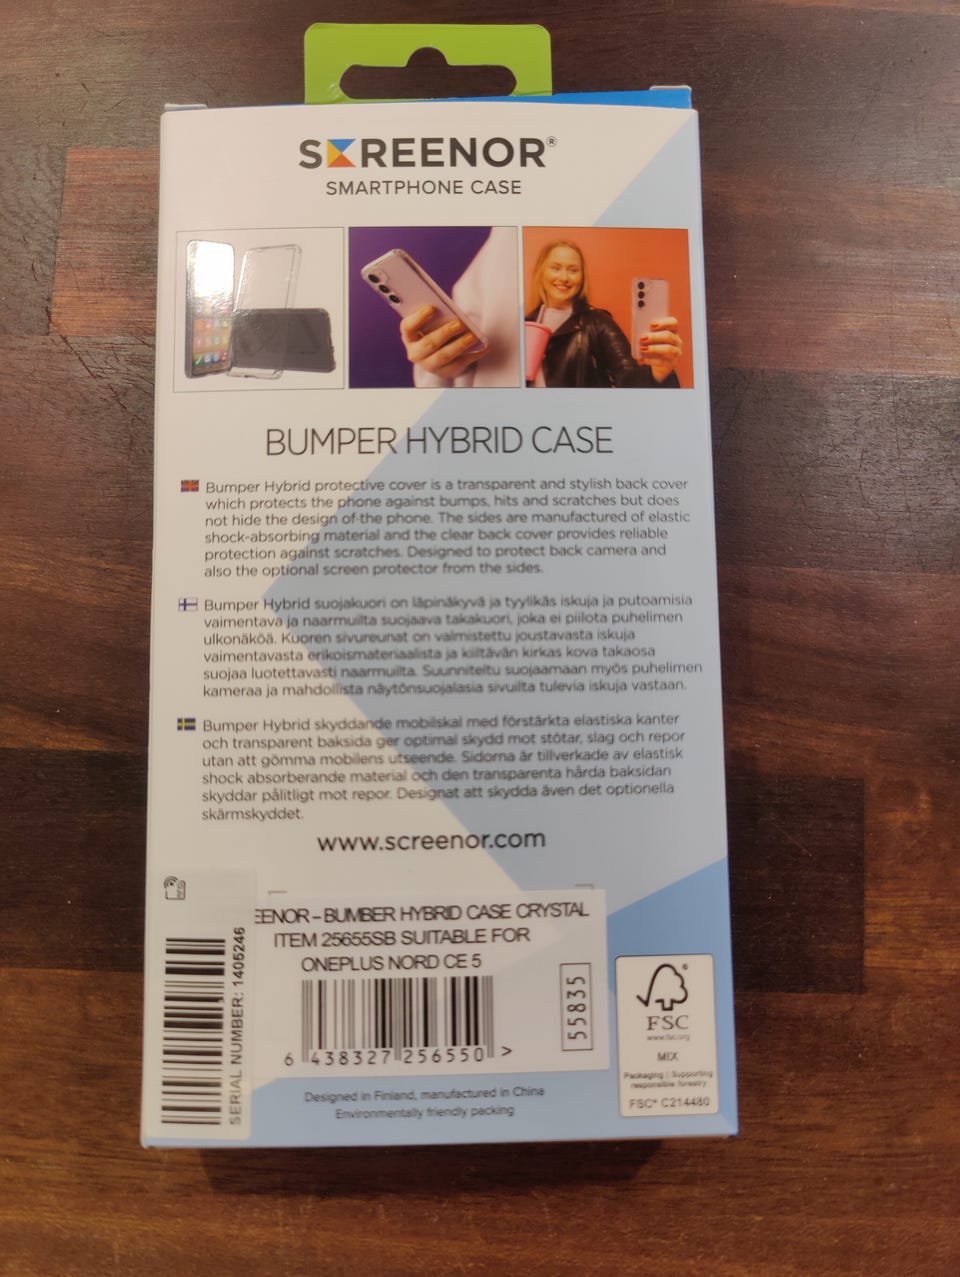 SCREENOR®
SMARTPHONE CASE
BUMPER HYBRID CASE
Bumper Hybrid protective cover is a transparent and stylish back cover
which protects the phone against bumps, hits and scratches but does
not hide the design of the phone. The sides are manufactured of elastic
shock-absorbing material and the clear back cover provides reliable
protection against scratches. Designed to protect back camera and
also the optional screen protector from the sides.
Bumper Hybrid suojakuori on läpinäkyvä ja tyylikäs iskuja ja putoamisia
vaimentava ja naarmuilta suojaava takakuori, joka ei piilota puhelimen
ulkonäköä. Kuoren sivureunat on valmistettu joustavasta iskuja
vaimentavasta erikoismateriaalista ja kiiltävän kirkas kova takaosa
suojaa luotettavasti naarmuilta. Suunniteltu suojaamaan myös puhelimen
kameraa ja mahdollista näytönsuojalasia sivuilta tulevia iskuja vastaan.
Bumper Hybrid skyddande mobilskal med förstärkta elastiska kanter
och transparent baksida ger optimal skydd mot stötar, slag och repor
utan att gömma mobilens utseende. Sidorna är tillverkade av elastisk
shock absorberande material och den transparenta hårda baksidan
skyddar pålitligt mot repor. Designat att skydda även det optionella
skärmskyddet.
www.screenor.com
RFID
SERIAL NUMBER: 1405246
EENOR – BUMBER HYBRID CASE CRYSTAL
ITEM 25655SB SUITABLE FOR
ONEPLUS NORD CE 5
55835
6 438327 256550 >
Designed in Finland, manufactured in China
Environmentally friendly packing
FSC
www.fsc.org
MIX
Packaging | Supporting
responsible forestry
FSC® C214480